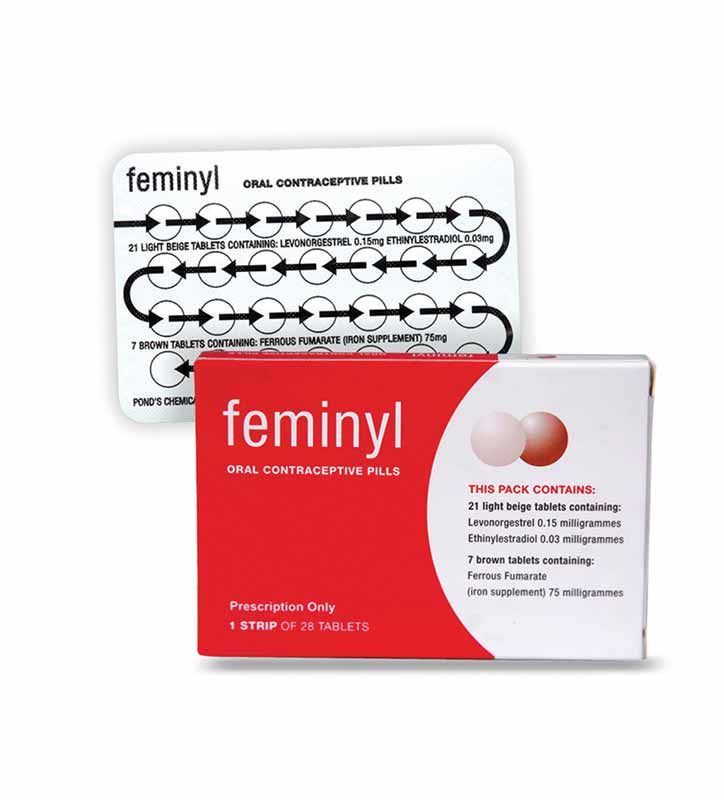 feminyl ORAL CONTRACEPTIVE PILLS
21 LIGHT BEIGE TABLETS CONTAINING: LEVONORGESTREL 0.15mg ETHINYLESTRADIOL 0.03mg
7 BROWN TABLETS CONTAINING: FERROUS FUMARATE (IRON SUPPLEMENT) 75mg
POND'S
feminyl
feminyl
ORAL CONTRACEPTIVE PILLS
THIS PACK CONTAINS:
21 light beige tablets containing:
Levonorgestrel 0.15 milligrammes
Ethinylestradiol 0.03 milligrammes
7 brown tablets containing:
Ferrous Fumarate
(iron supplement) 75 milligrammes
Prescription Only
1 STRIP OF 28 TABLETS